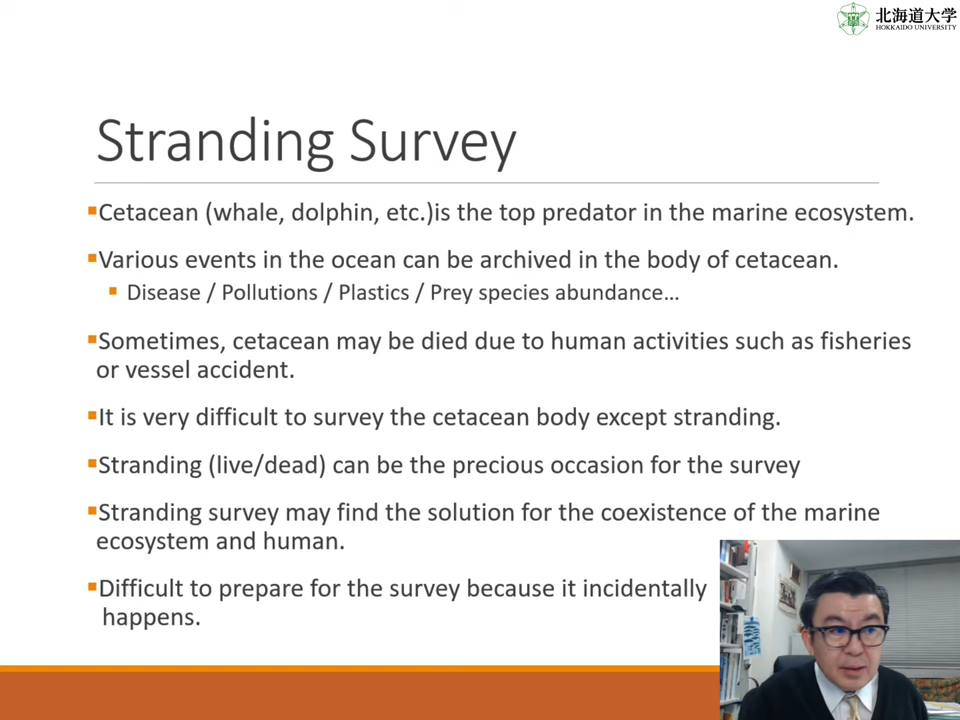 北海道大学
HOKKAIDO UNIVERSITY
Stranding Survey
▪Cetacean (whale, dolphin, etc.)is the top predator in the marine ecosystem.
▪Various events in the ocean can be archived in the body of cetacean.
▪ Disease / Pollutions / Plastics / Prey species abundance…
▪Sometimes, cetacean may be died due to human activities such as fisheries
or vessel accident.
▪It is very difficult to survey the cetacean body except stranding.
▪Stranding (live/dead) can be the precious occasion for the survey
▪Stranding survey may find the solution for the coexistence of the marine
ecosystem and human.
▪Difficult to prepare for the survey because it incidentally
happens.